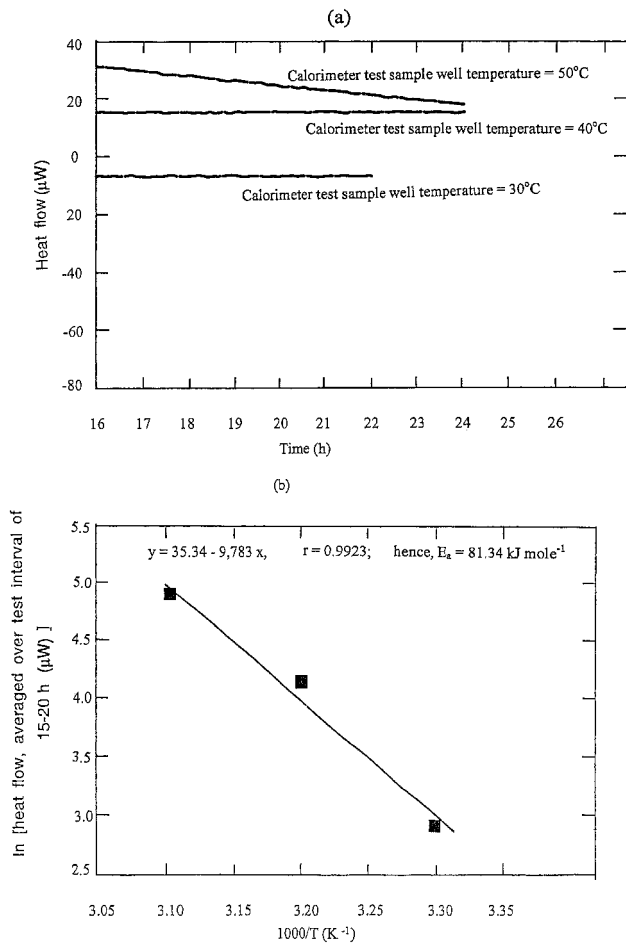 (a)
40
20
0
20
-40
-60
-80
Heat flow (μW)
Calorimeter test sample well temperature = 50°C
Calorimeter test sample well temperature = 40°C
Calorimeter test sample well temperature = 30°C
16 17 18 19 20 21 22 23 24 25 26
Time (h)
(b)
ln [heat flow, averaged over test interval of
15-20 h (μW) ]
5.5
5.0
4.5
4.0
3.5
3.0
2.5
y = 35.34 - 9,783 x, r = 0.9923; hence, Eₐ = 81.34 kJ mole⁻¹
3.05 3.10 3.15 3.20 3.25 3.30 3.35
1000/T (K⁻¹)